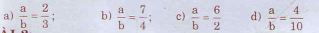 a) a/b = 2/3; b) a/b = 7/4; c) a/b = 6/2 d) a/b = 4/10